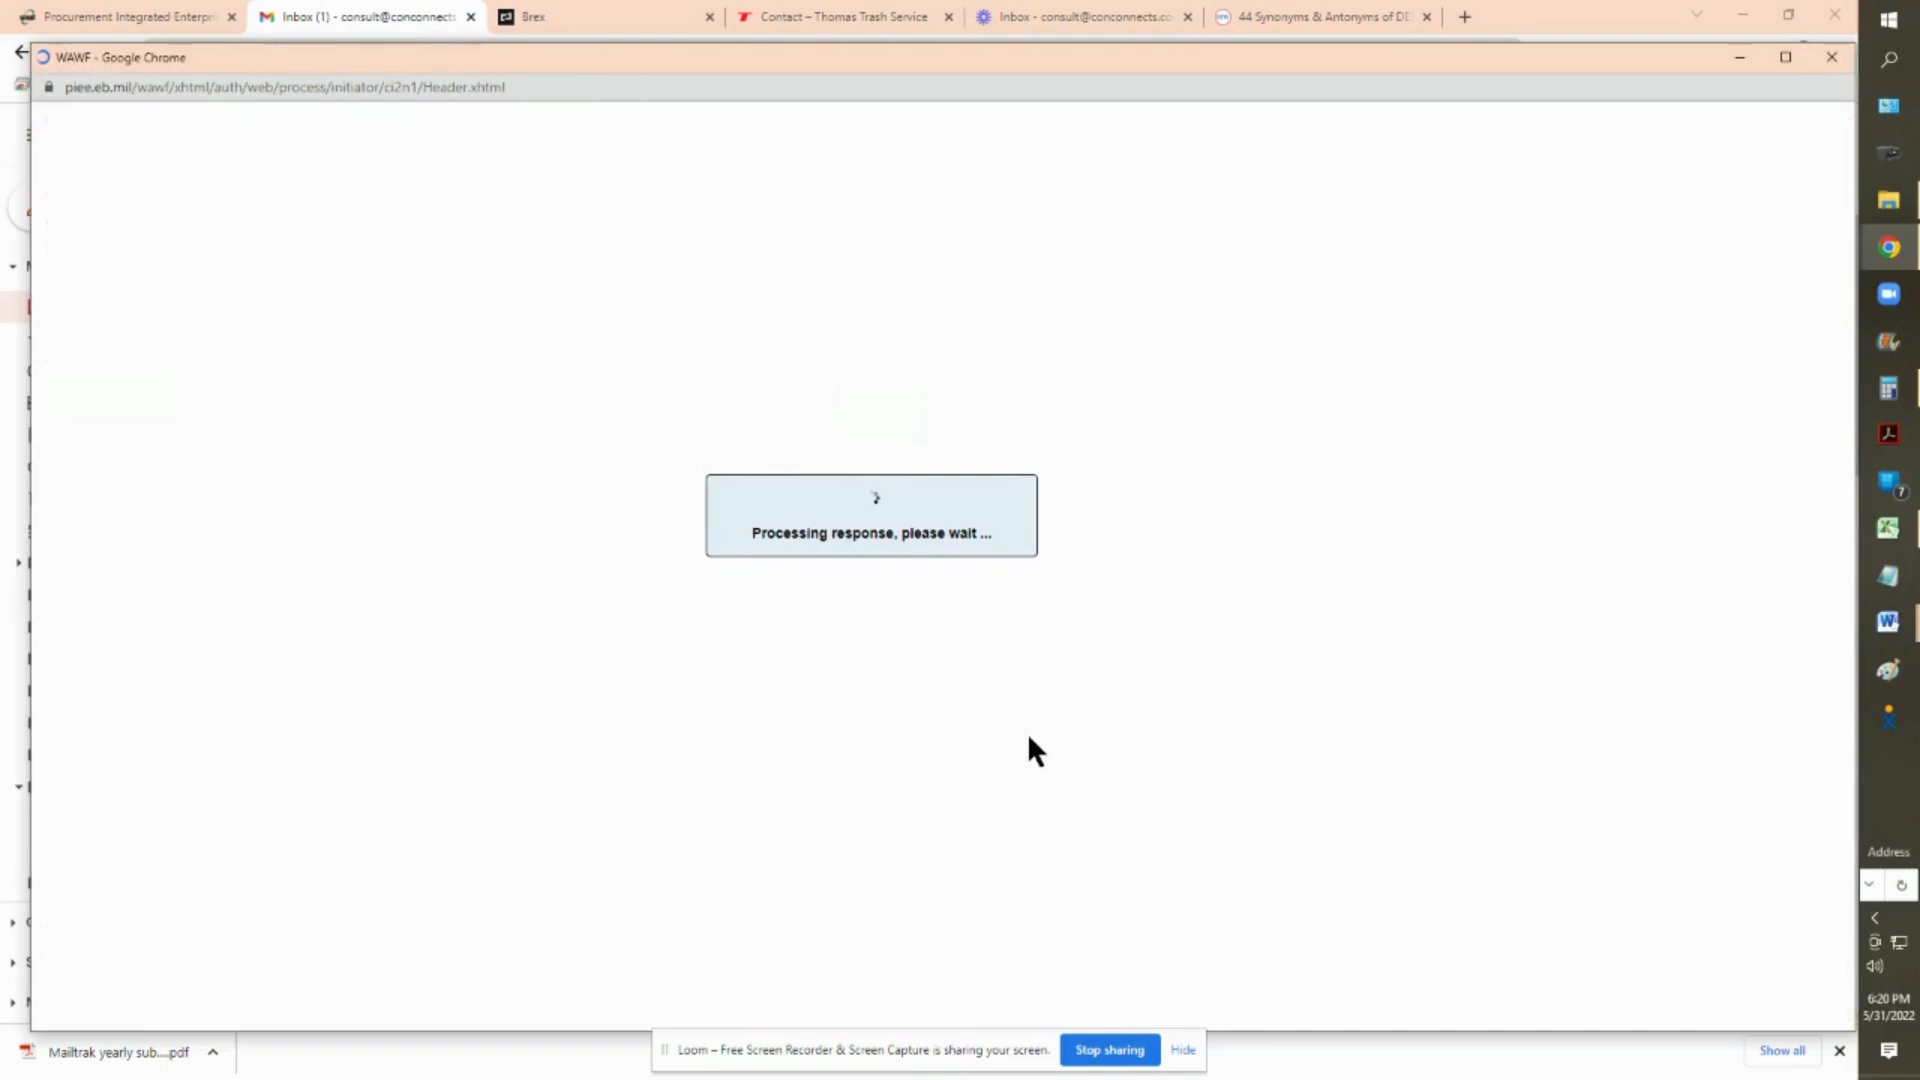 Procurement Integrated Enterpri
Inbox (1) - consult@conconnects
Brex
Contact – Thomas Trash Service
Inbox - consult@conconnects.co
44 Synonyms & Antonyms of DE
WAWF - Google Chrome
piee.eb.mil/wawf/xhtml/auth/web/process/initiator/ci2n1/Header.xhtml
Processing response, please wait ...
7
Address
6:20 PM
5/31/2022
Mailtrak yearly sub....pdf
Loom – Free Screen Recorder & Screen Capture is sharing your screen.
Stop sharing
Hide
Show all